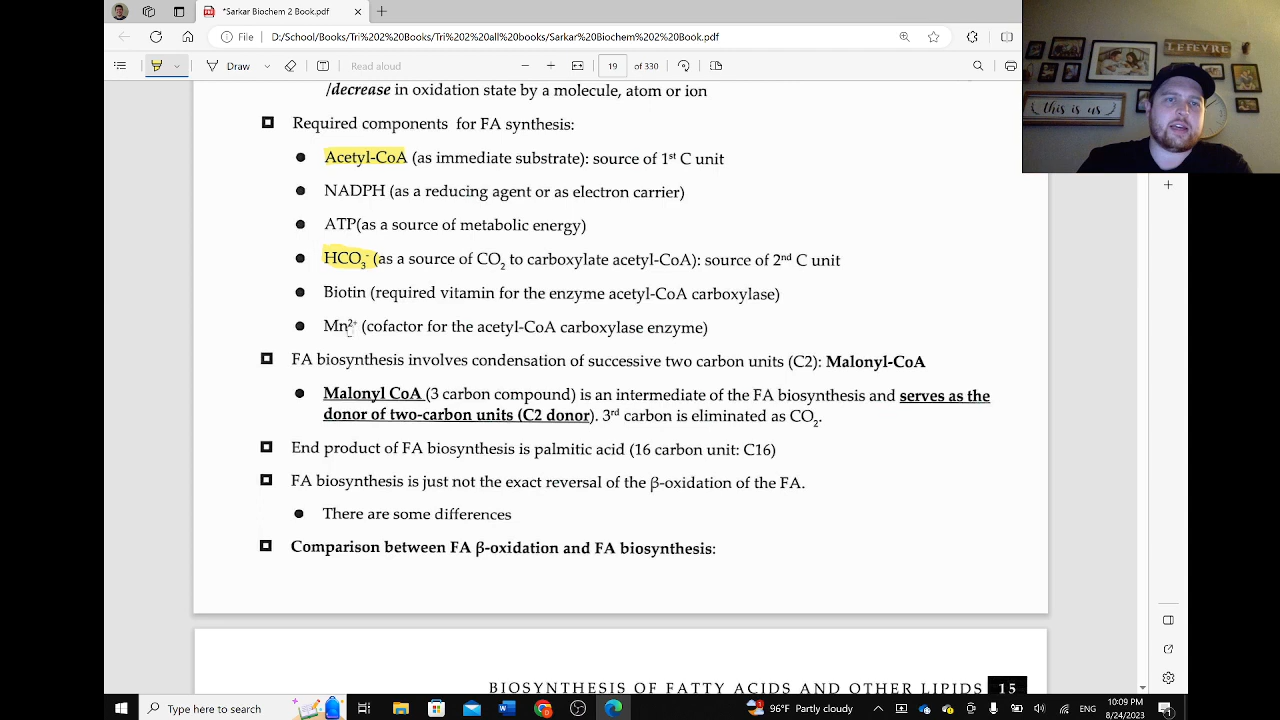 *Sarkar Biochem 2 Book.pdf
File
D:/School/Books/Tri%202%20Books/Tri%202%20all%20books/Sarkar%20Biochem%202%20Book.pdf
Draw
Read aloud
19 of 330
/decrease in oxidation state by a molecule, atom or ion
Required components for FA synthesis:
Acetyl-CoA (as immediate substrate): source of 1st C unit
NADPH (as a reducing agent or as electron carrier)
ATP(as a source of metabolic energy)
HCO3- (as a source of CO2 to carboxylate acetyl-CoA): source of 2nd C unit
Biotin (required vitamin for the enzyme acetyl-CoA carboxylase)
Mn2+ (cofactor for the acetyl-CoA carboxylase enzyme)
FA biosynthesis involves condensation of successive two carbon units (C2): Malonyl-CoA
Malonyl CoA (3 carbon compound) is an intermediate of the FA biosynthesis and serves as the
donor of two-carbon units (C2 donor). 3rd carbon is eliminated as CO2.
End product of FA biosynthesis is palmitic acid (16 carbon unit: C16)
FA biosynthesis is just not the exact reversal of the β-oxidation of the FA.
There are some differences
Comparison between FA β-oxidation and FA biosynthesis:
BIOSYNTHESIS OF FATTY ACIDS AND OTHER LIPIDS 15
LEFEVRE
this is us
Type here to search
96°F Partly cloudy
ENG
10:09 PM
8/24/2023